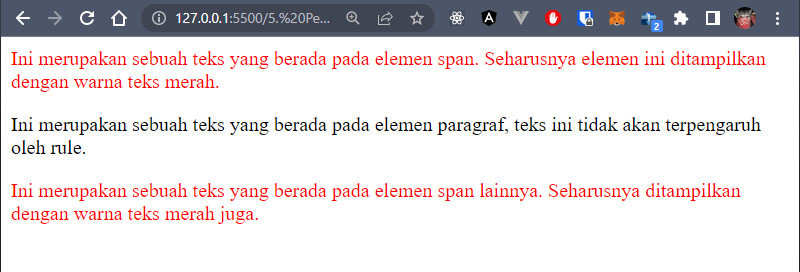 127.0.0.1:5500/5.%20Pe...
2
Ini merupakan sebuah teks yang berada pada elemen span. Seharusnya elemen ini ditampilkan
dengan warna teks merah.
Ini merupakan sebuah teks yang berada pada elemen paragraf, teks ini tidak akan terpengaruh
oleh rule.
Ini merupakan sebuah teks yang berada pada elemen span lainnya. Seharusnya ditampilkan
dengan warna teks merah juga.